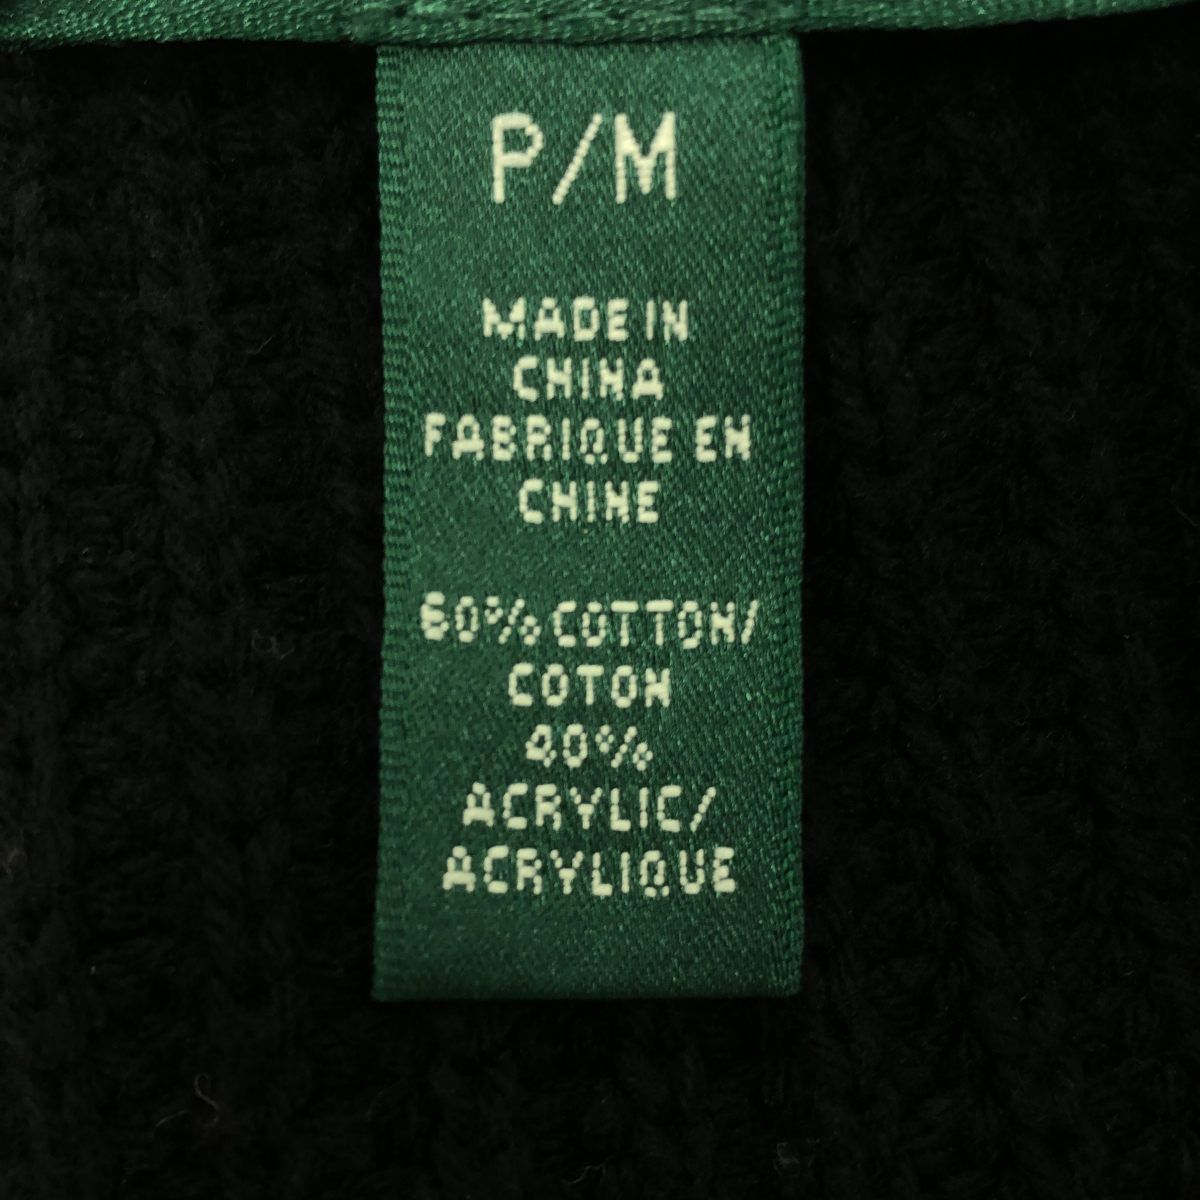 P/M
MADE IN
CHINA
FABRIQUE EN
CHINE
60% COTTON/
COTON
40%
ACRYLIC/
ACRYLIQUE